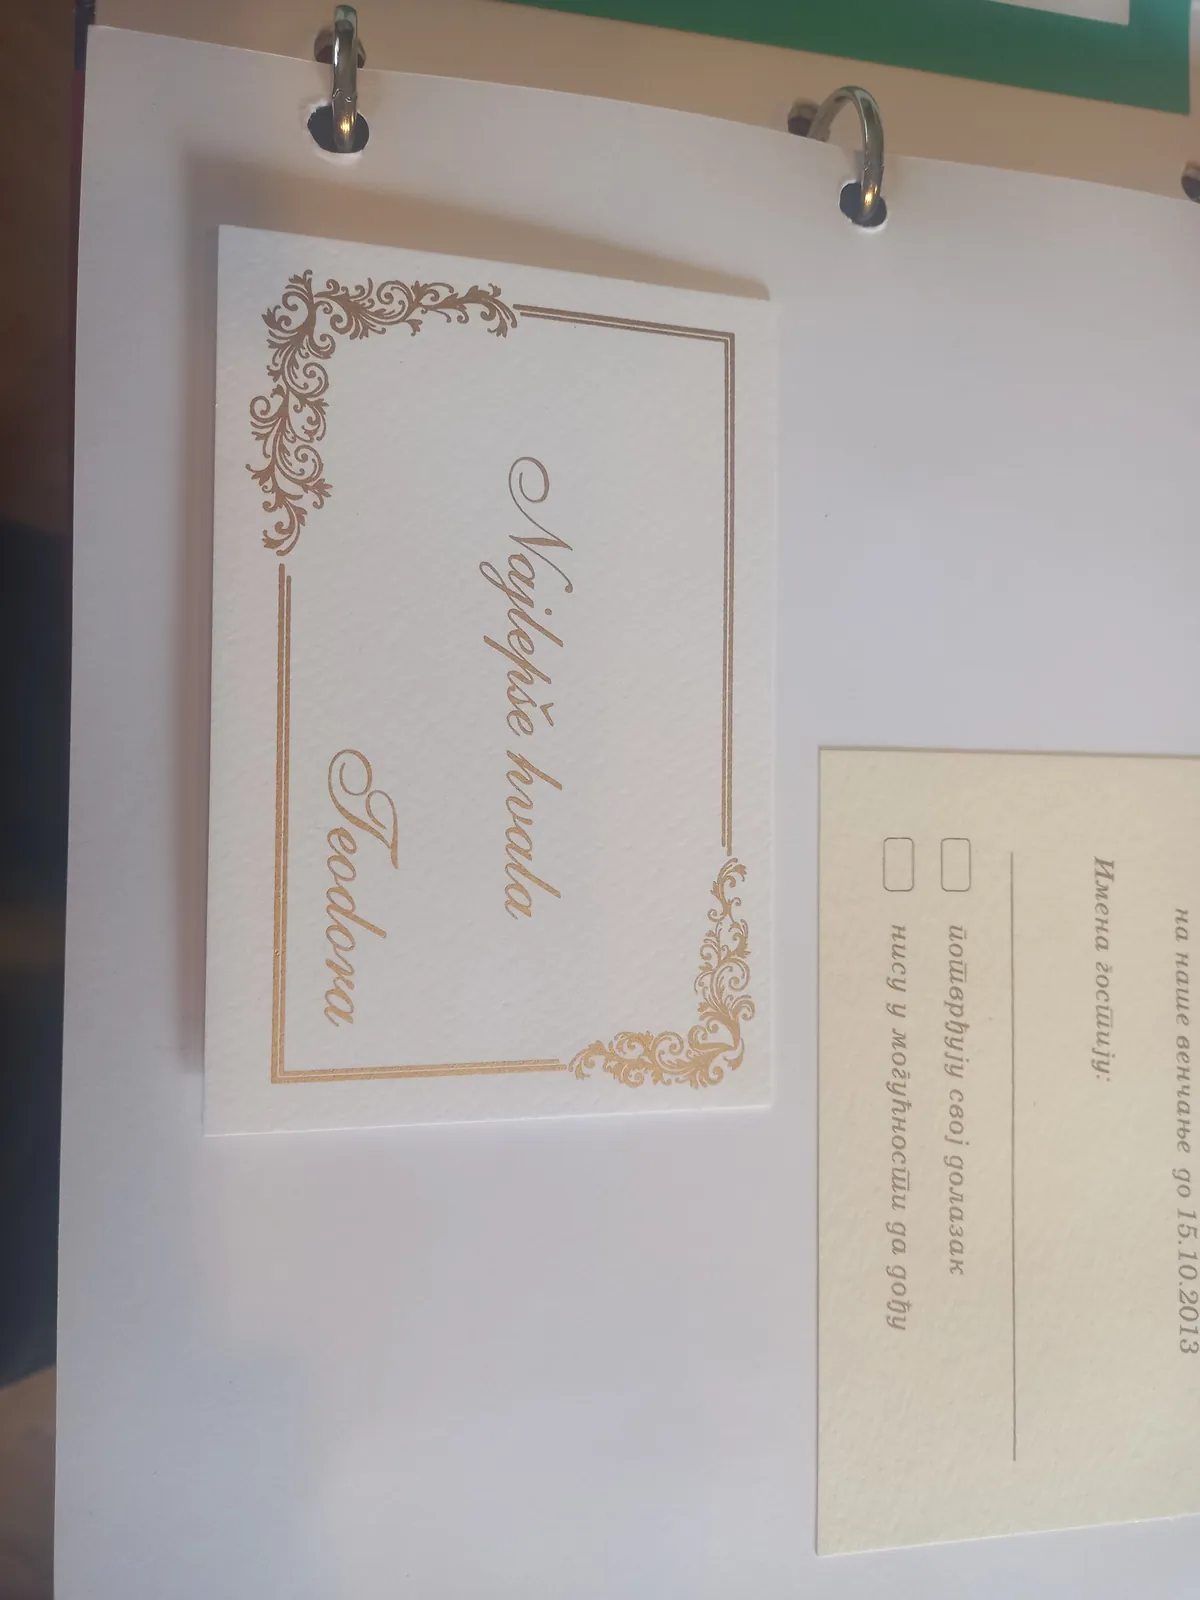 Najlepše hvala
Teodora
на наше венчање до 15.10.2013
Имена гостију:
потврђују свој долазак
нису у могућности да дођу